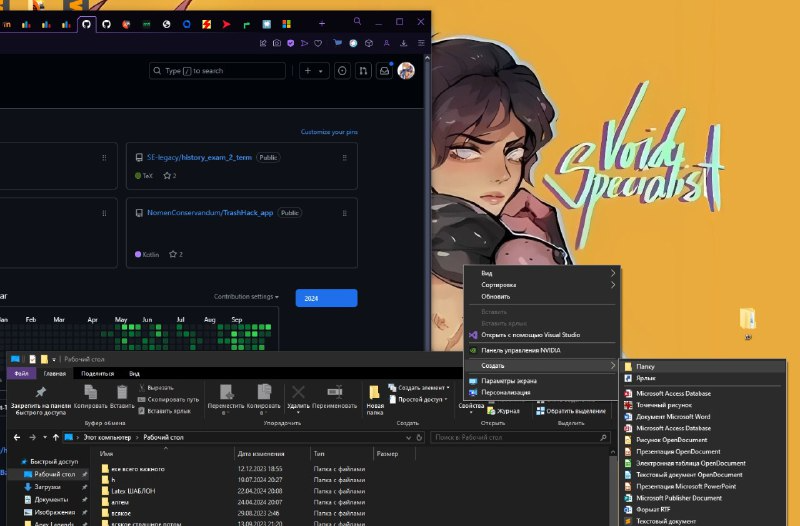 Type / to search
Customize your pins
SE-legacy/history_exam_2_term Public
TeX 2
NomenConservandum/TrashHack_app Public
Kotlin 2
Contribution settings
2024
Jan Feb Mar Apr May Jun Jul Aug Sep
Void
Specialist
Вид
Сортировка
Обновить
Вставить
Вставить ярлык
Открыть с помощью Visual Studio
Панель управления NVIDIA
Создать
Параметры экрана
Персонализация
Папку
Ярлык
Microsoft Access Database
Точечный рисунок
Документ Microsoft Word
Microsoft Access Database
Рисунок OpenDocument
Презентация OpenDocument
Электронная таблица OpenDocument
Текстовый документ OpenDocument
Презентация Microsoft PowerPoint
Microsoft Publisher Document
Формат RTF
Текстовый документ
Рабочий стол
Файл Главная Поделиться Вид
Закрепить на панели быстрого доступа
Копировать
Вставить
Вырезать
Скопировать путь
Вставить ярлык
Буфер обмена
Переместить
Копировать
Удалить
Переименовать
Упорядочить
Новая папка
Создать элемент
Простой доступ
Создать
Свойства
Журнал
Открыть
Обратить выделение
Выделить
Этот компьютер Рабочий стол
Поиск в: Рабочий стол
Имя Дата изменения Тип Размер
Быстрый доступ
Рабочий стол
Загрузки
Документы
Изображения
Apex Legends
еже всего важного 12.12.2023 18:55 Папка с файлами
h 19.07.2024 20:27 Папка с файлами
Latex ШАБЛОН 22.04.2024 20:08 Папка с файлами
алгем 24.04.2024 20:07 Папка с файлами
всякое 29.08.2023 2:46 Папка с файлами
всякое страшное потом 13.09.2023 21:20 Папка с файлами